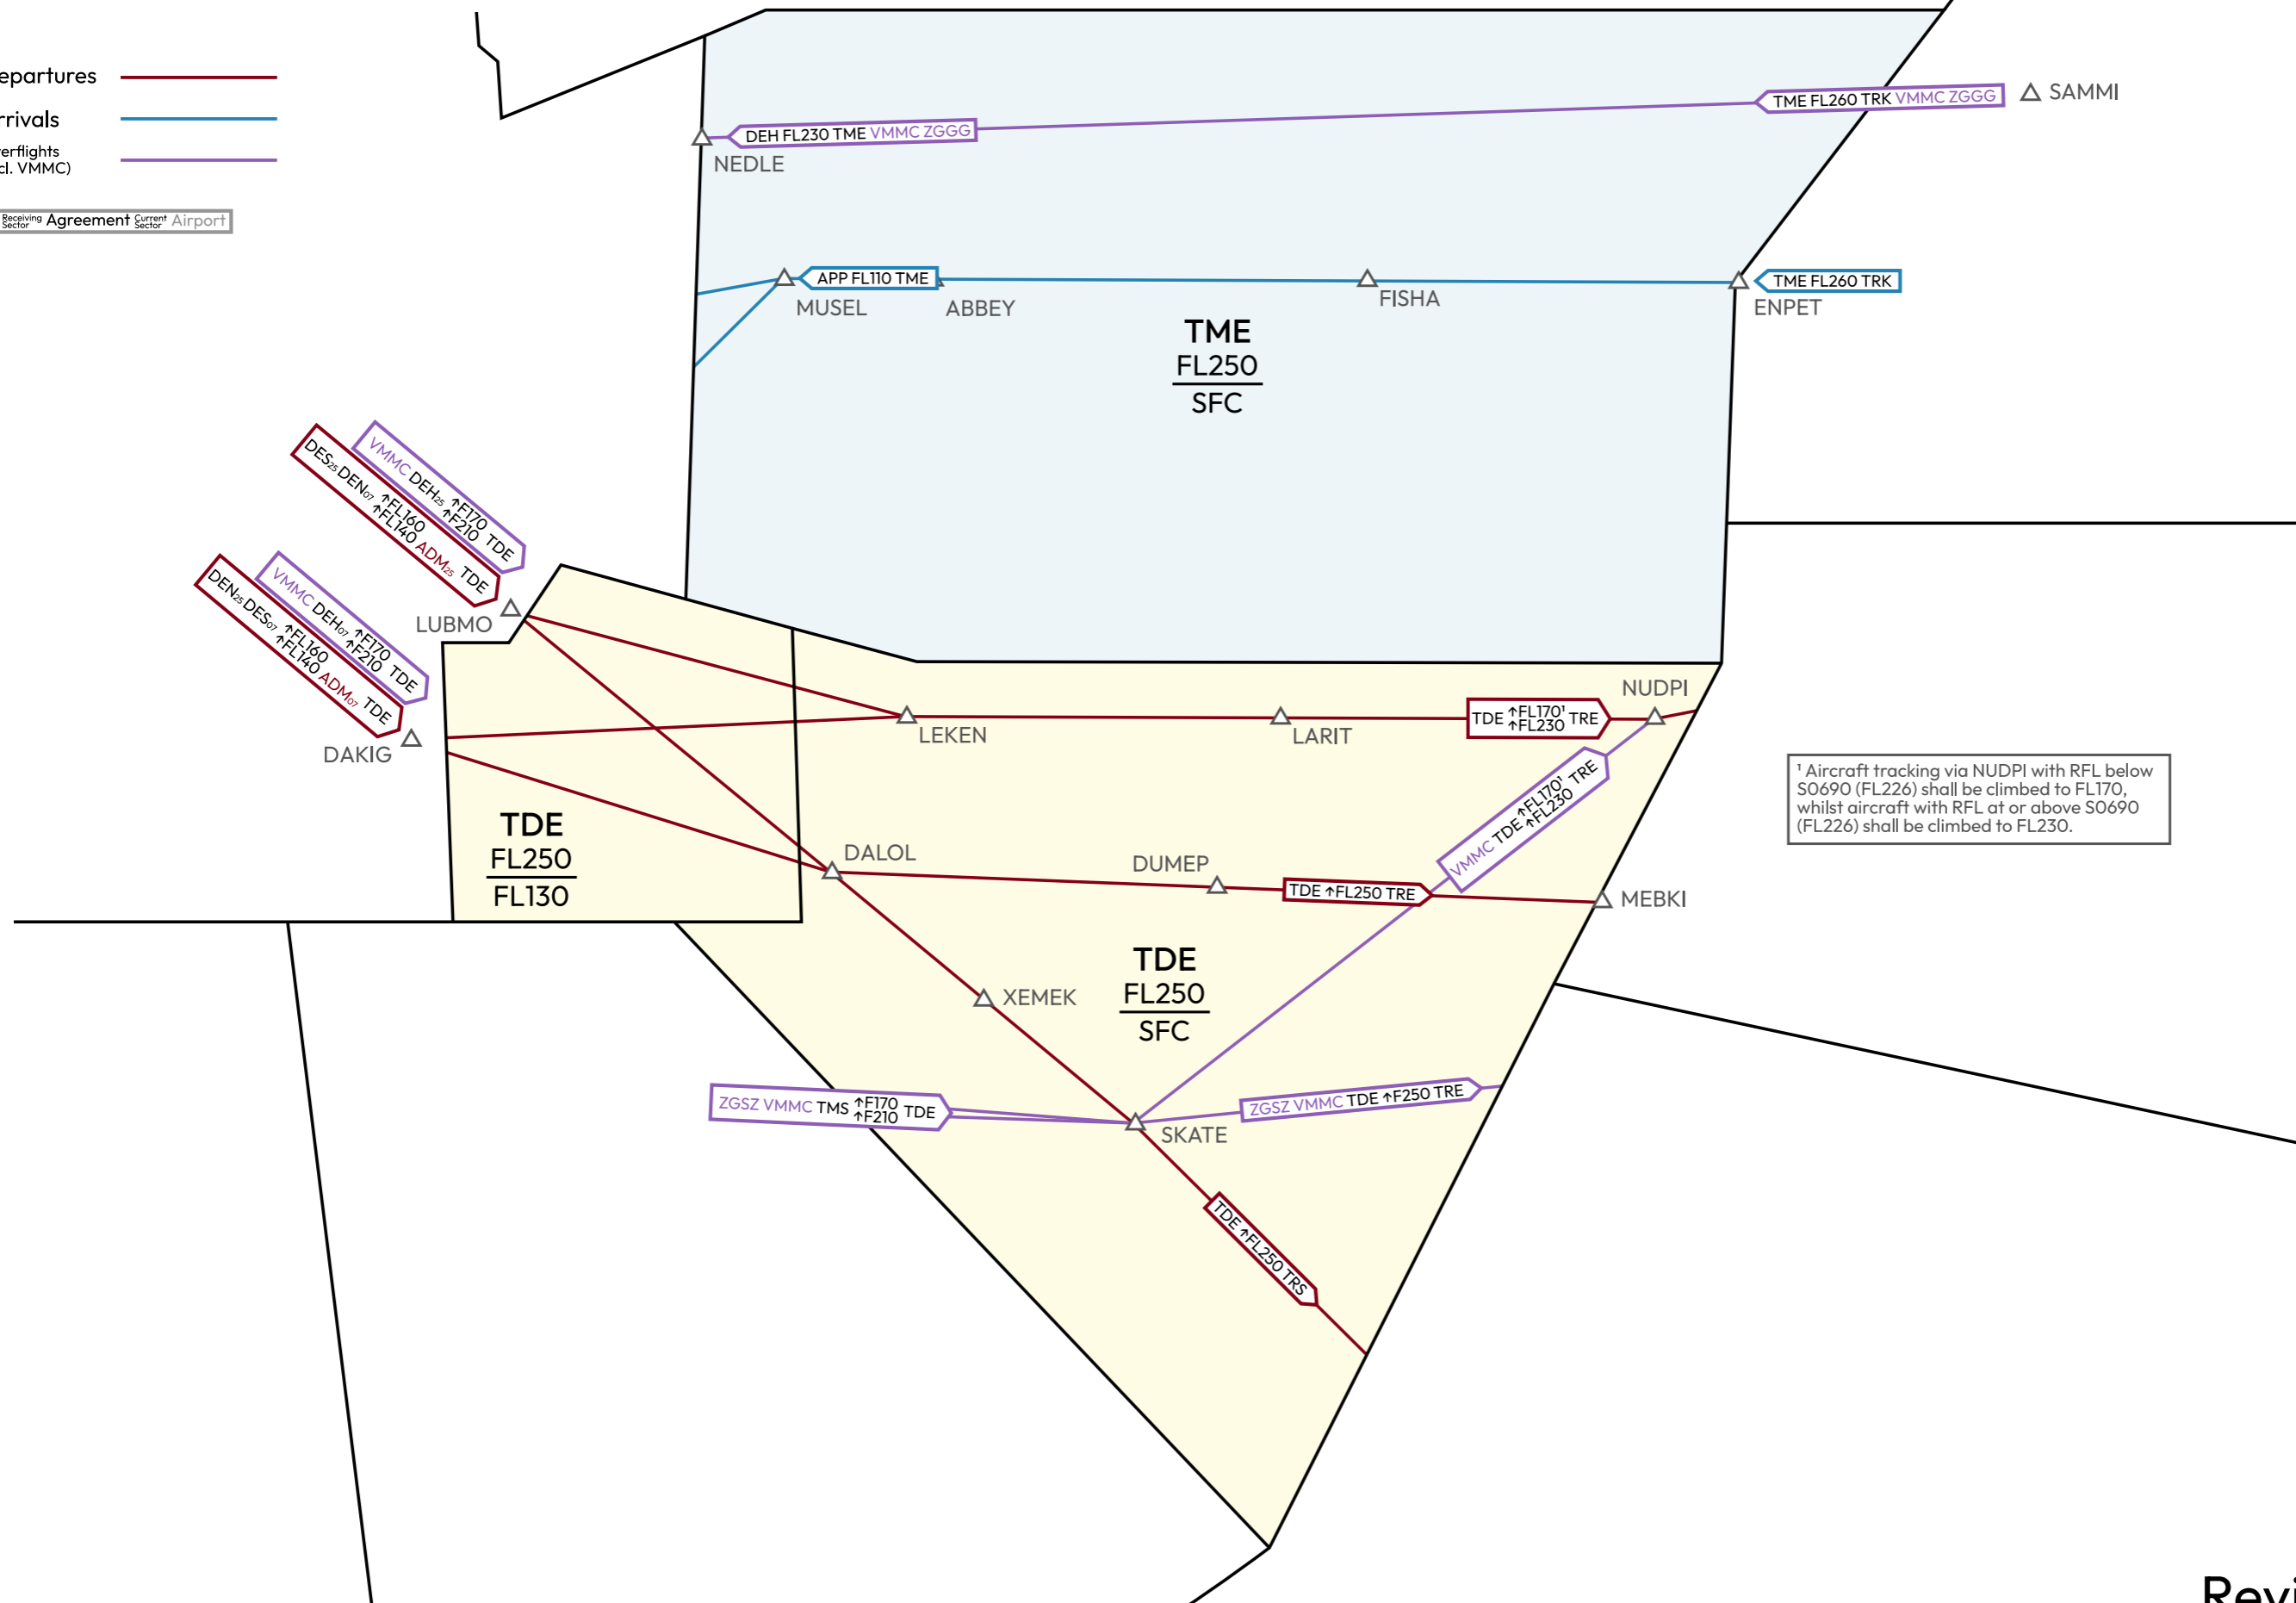 epartures
rrivals
erflights
cl. VMMC)
Receiving Sector Agreement Current Sector Airport
TME FL260 TRK VMMC ZGGG
SAMMI
DEH FL230 TME VMMC ZGGG
NEDLE
APP FL110 TME
MUSEL
ABBEY
FISHA
TME FL260 TRK
ENPET
TME
FL250
SFC
VMMC DEH25 ↑F170 ↑F210 TDE
DES25 DEN07 ↑FL160 ↑FL140 ADM25 TDE
LUBMO
VMMC DEH07 ↑F170 ↑F210 TDE
DEN25 DES07 ↑FL160 ↑FL140 ADM07 TDE
DAKIG
LEKEN
LARIT
TDE ↑FL170¹ ↑FL230 TRE
NUDPI
¹ Aircraft tracking via NUDPI with RFL below
S0690 (FL226) shall be climbed to FL170,
whilst aircraft with RFL at or above S0690
(FL226) shall be climbed to FL230.
VMMC TDE ↑FL170¹ ↑FL230 TRE
TDE
FL250
FL130
DALOL
DUMEP
TDE ↑FL250 TRE
MEBKI
TDE
FL250
SFC
XEMEK
ZGSZ VMMC TMS ↑F170 ↑F210 TDE
SKATE
ZGSZ VMMC TDE ↑F250 TRE
TDE ↑FL250 TRS
Revi